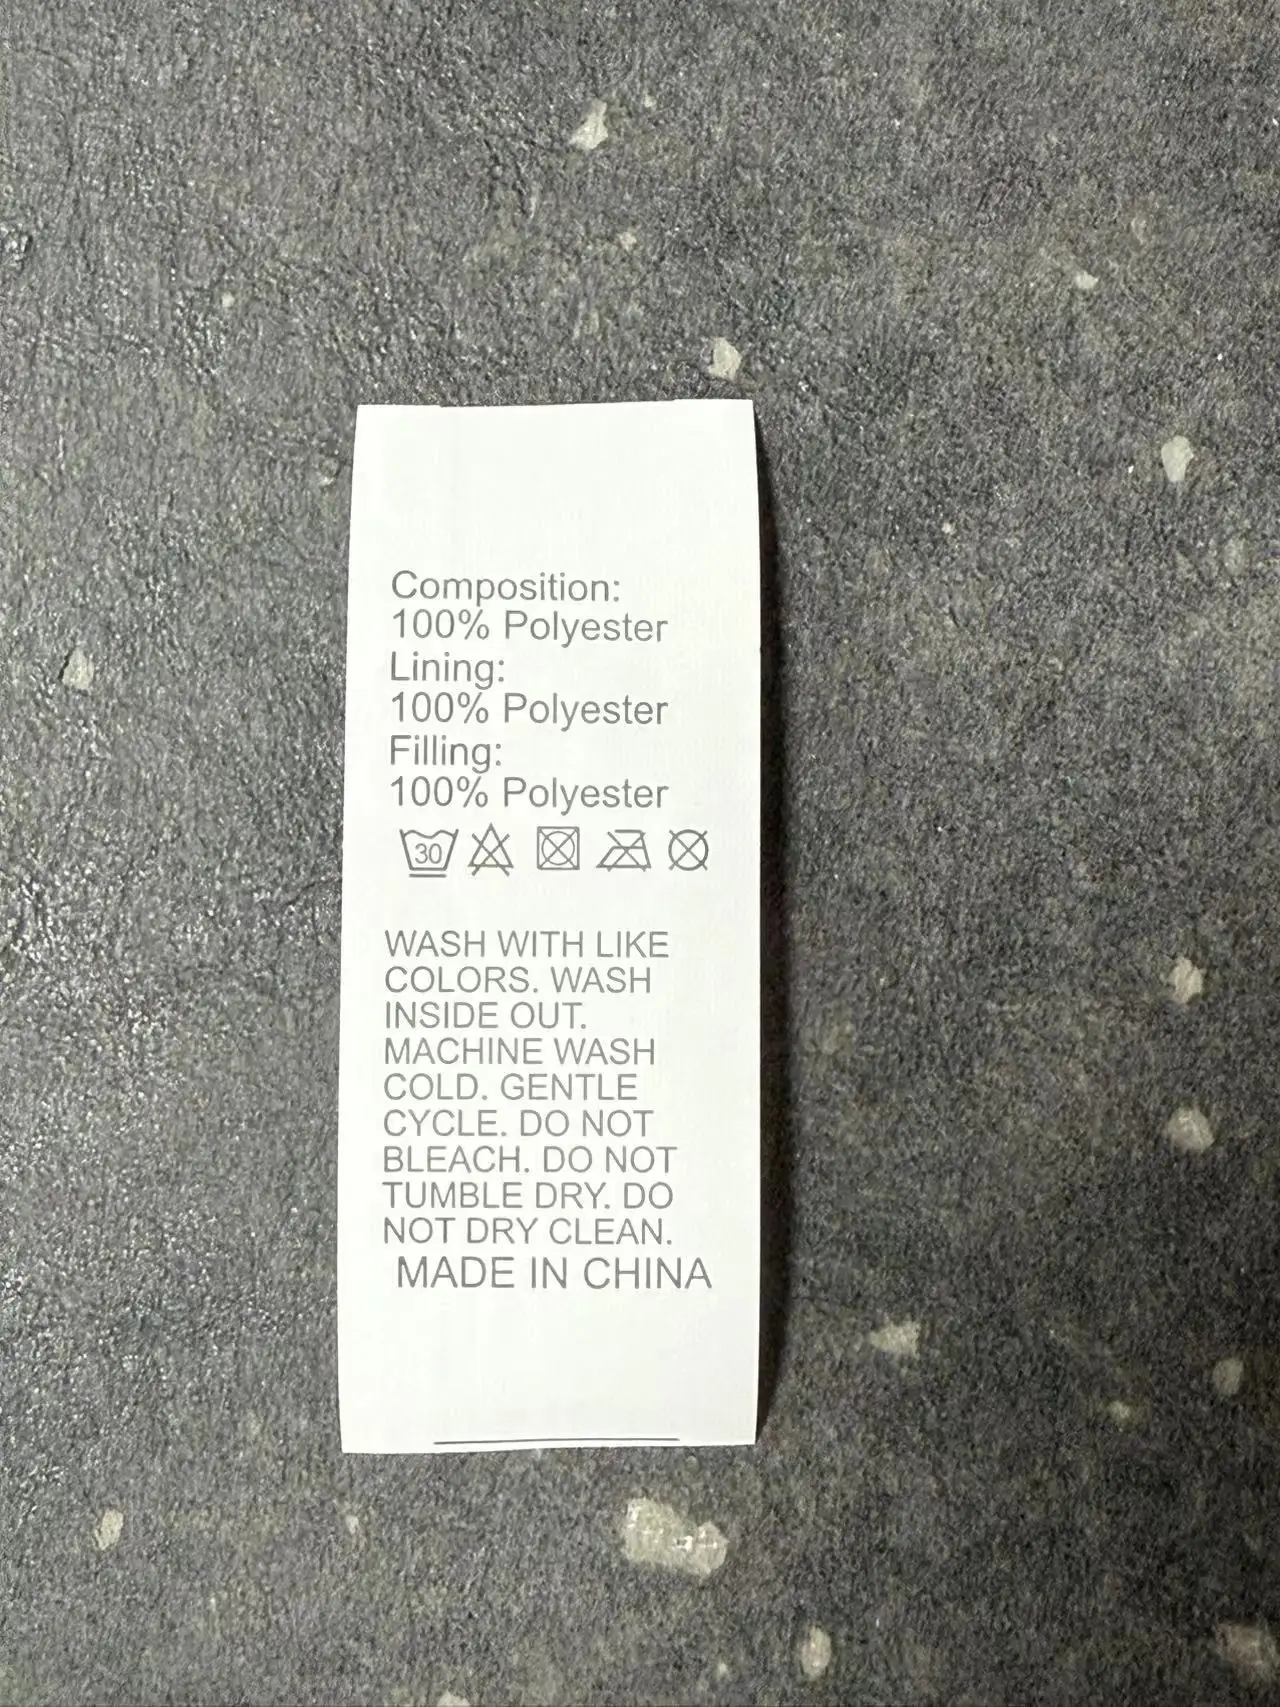 Composition:
100% Polyester
Lining:
100% Polyester
Filling:
100% Polyester
30
WASH WITH LIKE
COLORS. WASH
INSIDE OUT.
MACHINE WASH
COLD. GENTLE
CYCLE. DO NOT
BLEACH. DO NOT
TUMBLE DRY. DO
NOT DRY CLEAN.
MADE IN CHINA